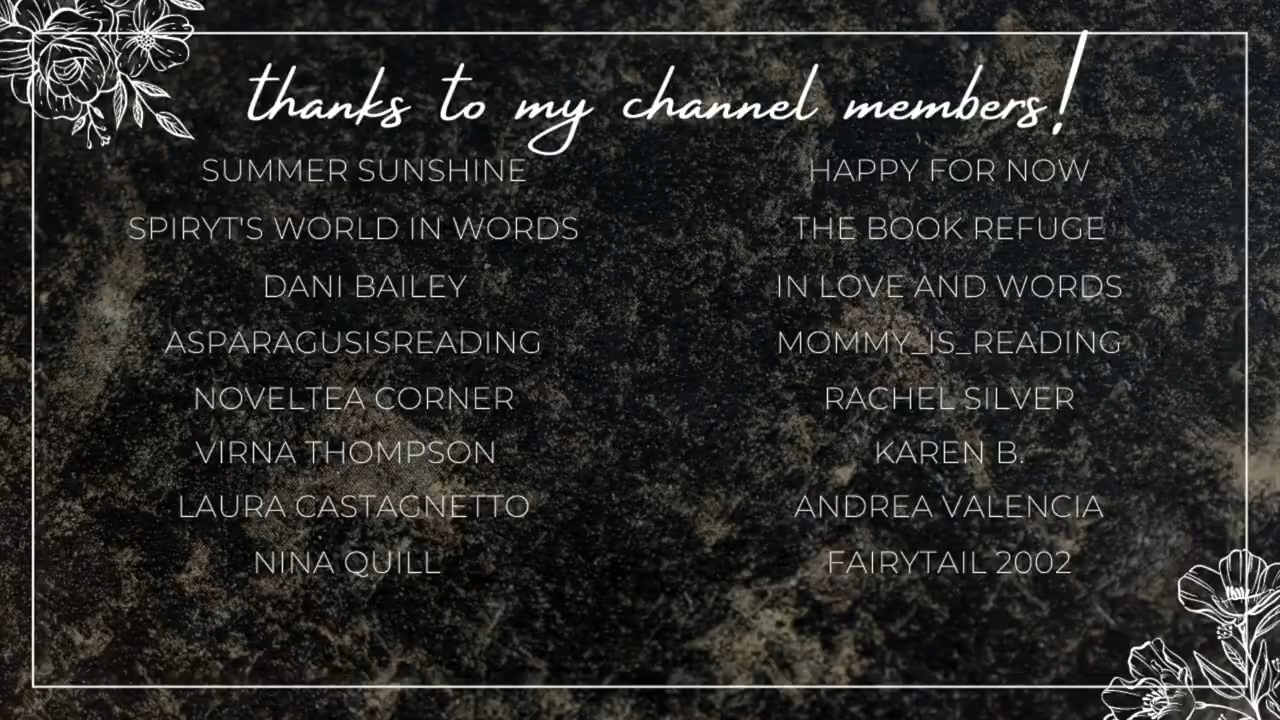 thanks to my channel members!
SUMMER SUNSHINE
SPIRYT'S WORLD IN WORDS
DANI BAILEY
ASPARAGUSISREADING
NOVELTEA CORNER
VIRNA THOMPSON
LAURA CASTAGNETTO
NINA QUILL
HAPPY FOR NOW
THE BOOK REFUGE
IN LOVE AND WORDS
MOMMY_IS_READING
RACHEL SILVER
KAREN B.
ANDREA VALENCIA
FAIRYTAIL 2002